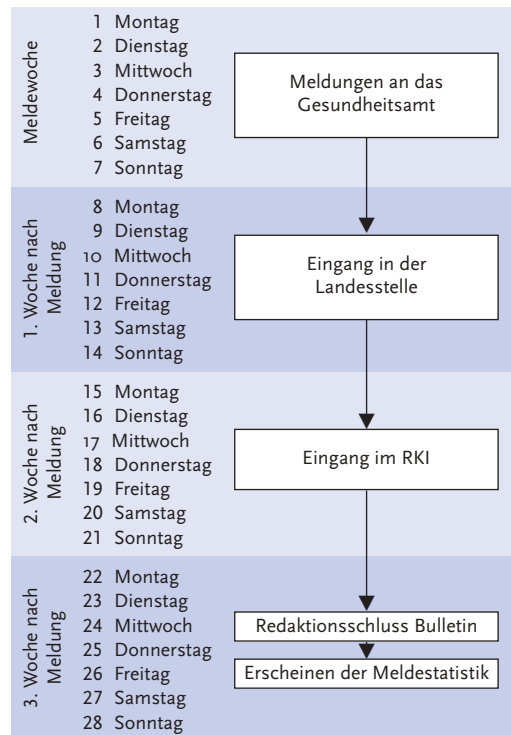 Meldewoche
1 Montag
2 Dienstag
3 Mittwoch
4 Donnerstag
5 Freitag
6 Samstag
7 Sonntag
Meldungen an das
Gesundheitsamt
1. Woche nach
Meldung
8 Montag
9 Dienstag
10 Mittwoch
11 Donnerstag
12 Freitag
13 Samstag
14 Sonntag
Eingang in der
Landesstelle
2. Woche nach
Meldung
15 Montag
16 Dienstag
17 Mittwoch
18 Donnerstag
19 Freitag
20 Samstag
21 Sonntag
Eingang im RKI
3. Woche nach
Meldung
22 Montag
23 Dienstag
24 Mittwoch
25 Donnerstag
26 Freitag
27 Samstag
28 Sonntag
Redaktionsschluss Bulletin
Erscheinen der Meldestatistik